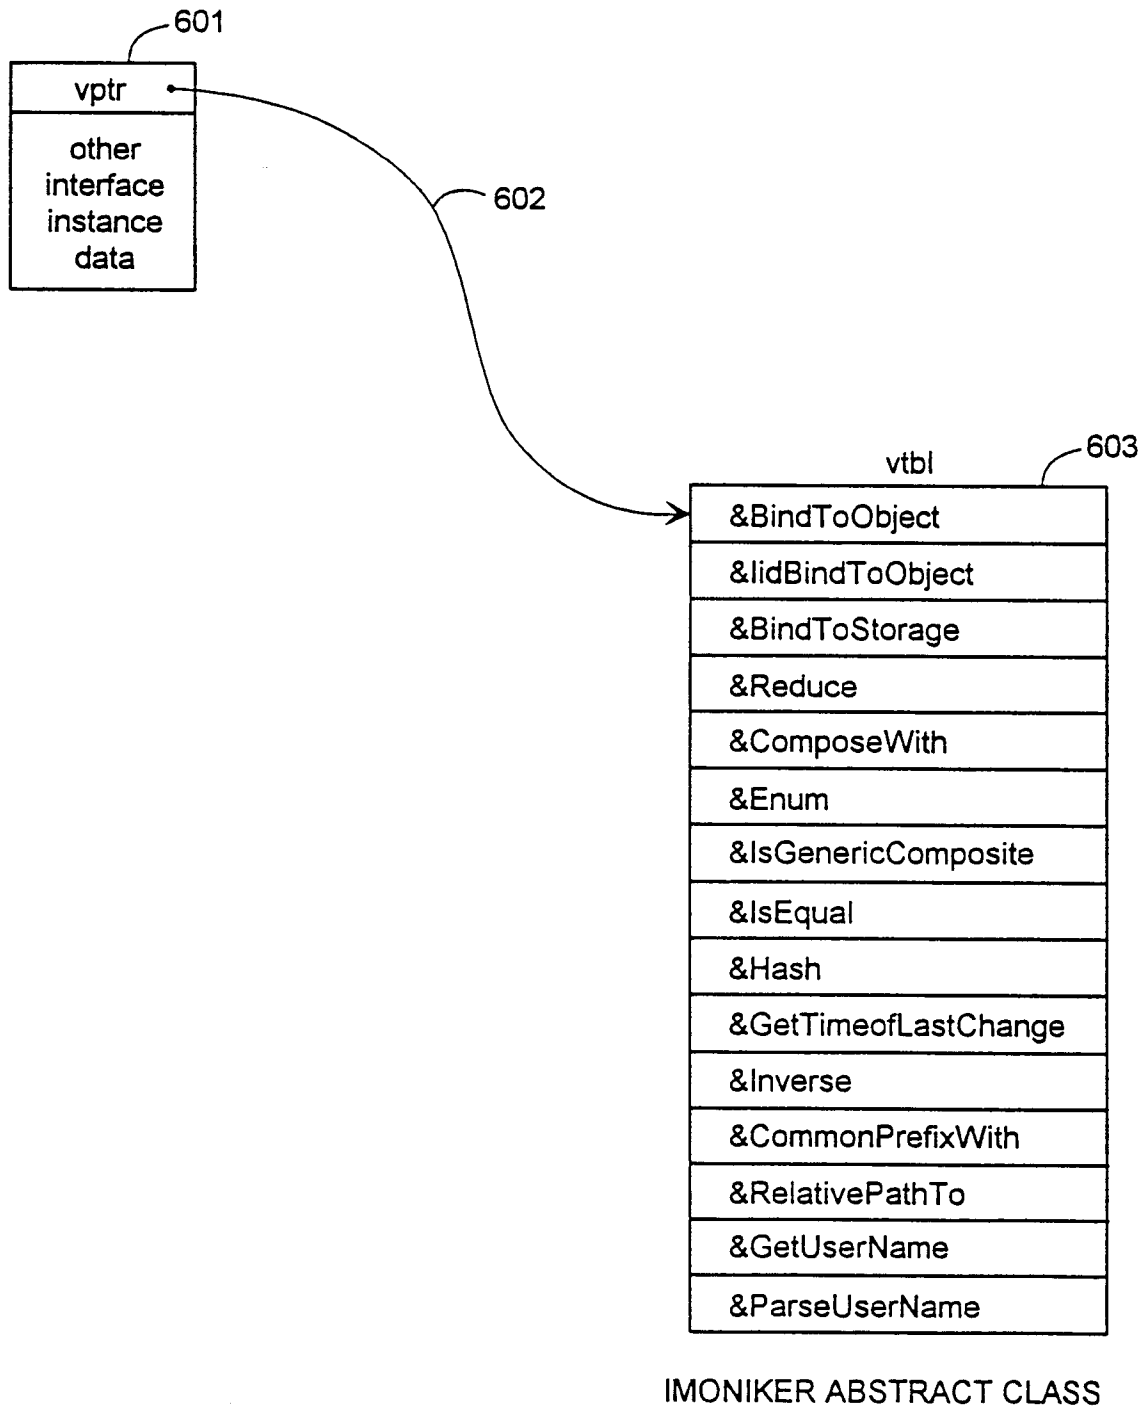 601
vptr
other
interface
instance
data
602
603
vtbl
&BindToObject
&IidBindToObject
&BindToStorage
&Reduce
&ComposeWith
&Enum
&IsGenericComposite
&IsEqual
&Hash
&GetTimeofLastChange
&Inverse
&CommonPrefixWith
&RelativePathTo
&GetUserName
&ParseUserName
IMONIKER ABSTRACT CLASS